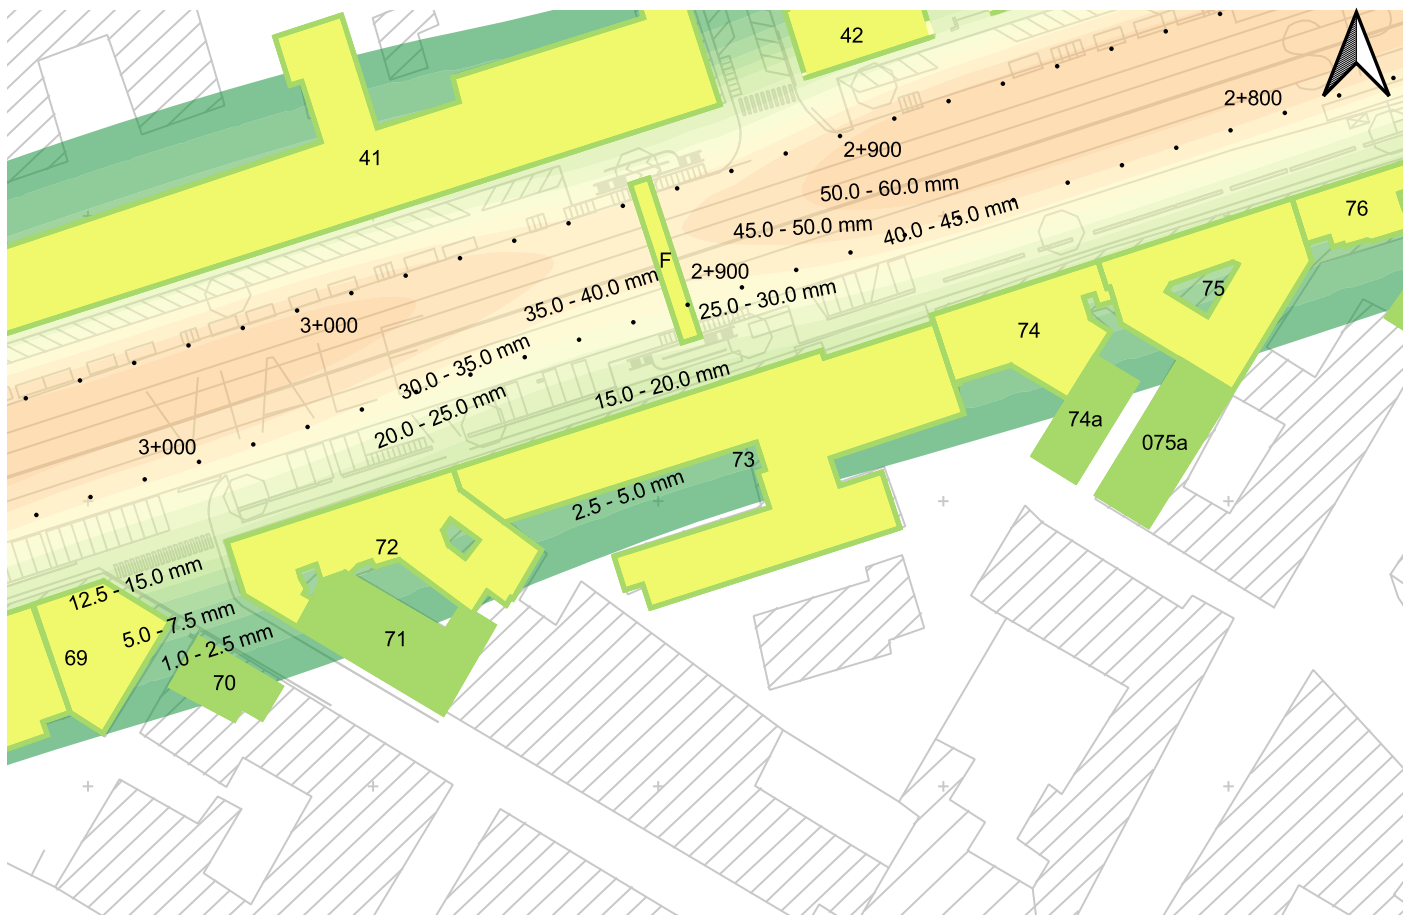 42
2+800
2+900
41
50.0 - 60.0 mm
76
45.0 - 50.0 mm
40.0 - 45.0 mm
F
2+900
35.0 - 40.0 mm
75
25.0 - 30.0 mm
3+000
74
30.0 - 35.0 mm
15.0 - 20.0 mm
20.0 - 25.0 mm
74a
3+000
075a
73
2.5 - 5.0 mm
72
12.5 - 15.0 mm
5.0 - 7.5 mm
71
1.0 - 2.5 mm
69
70